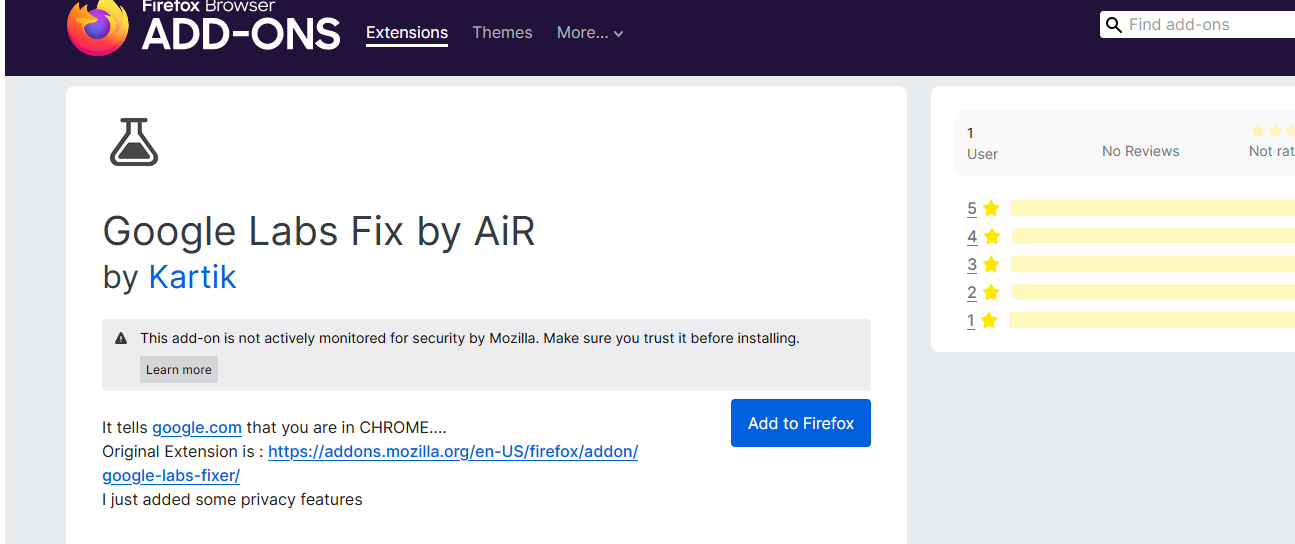 Firefox Browser
ADD-ONS
Extensions
Themes
More...
Find add-ons
Google Labs Fix by AiR
by Kartik
This add-on is not actively monitored for security by Mozilla. Make sure you trust it before installing.
Learn more
It tells google.com that you are in CHROME....
Original Extension is : https://addons.mozilla.org/en-US/firefox/addon/
google-labs-fixer/
I just added some privacy features
Add to Firefox
1
User
No Reviews
Not rat
5
4
3
2
1